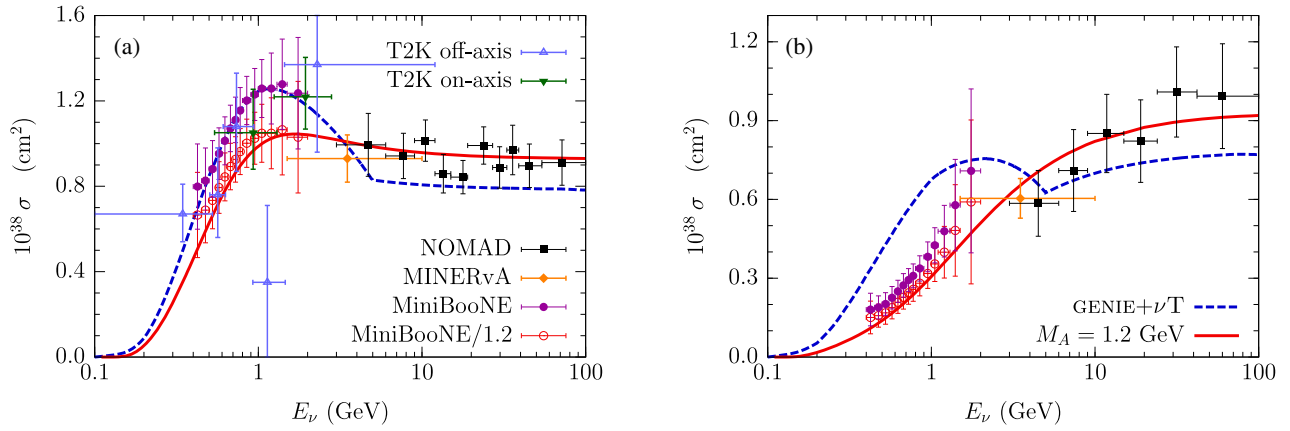 1.6
1.2
0.8
0.4
0.0
10^38 σ (cm^2)
(a)
T2K off-axis
T2K on-axis
NOMAD
MINERvA
MiniBooNE
MiniBooNE/1.2
0.1
1
10
100
E_ν (GeV)
1.2
0.9
0.6
0.3
0.0
10^38 σ (cm^2)
(b)
GENIE+νT
M_A = 1.2 GeV
0.1
1
10
100
E_ν (GeV)